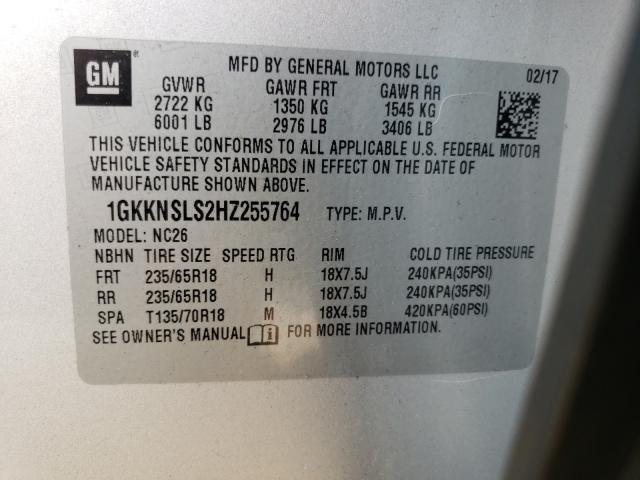 GM
MFD BY GENERAL MOTORS LLC 02/17
GVWR GAWR FRT GAWR RR
2722 KG 1350 KG 1545 KG
6001 LB 2976 LB 3406 LB
THIS VEHICLE CONFORMS TO ALL APPLICABLE U.S. FEDERAL MOTOR
VEHICLE SAFETY STANDARDS IN EFFECT ON THE DATE OF
MANUFACTURE SHOWN ABOVE.
1GKKNSLS2HZ255764 TYPE: M.P.V.
MODEL: NC26
NBHN TIRE SIZE SPEED RTG RIM COLD TIRE PRESSURE
FRT 235/65R18 H 18X7.5J 240KPA(35PSI)
RR 235/65R18 H 18X7.5J 240KPA(35PSI)
SPA T135/70R18 M 18X4.5B 420KPA(60PSI)
SEE OWNER'S MANUAL i FOR MORE INFORMATION.